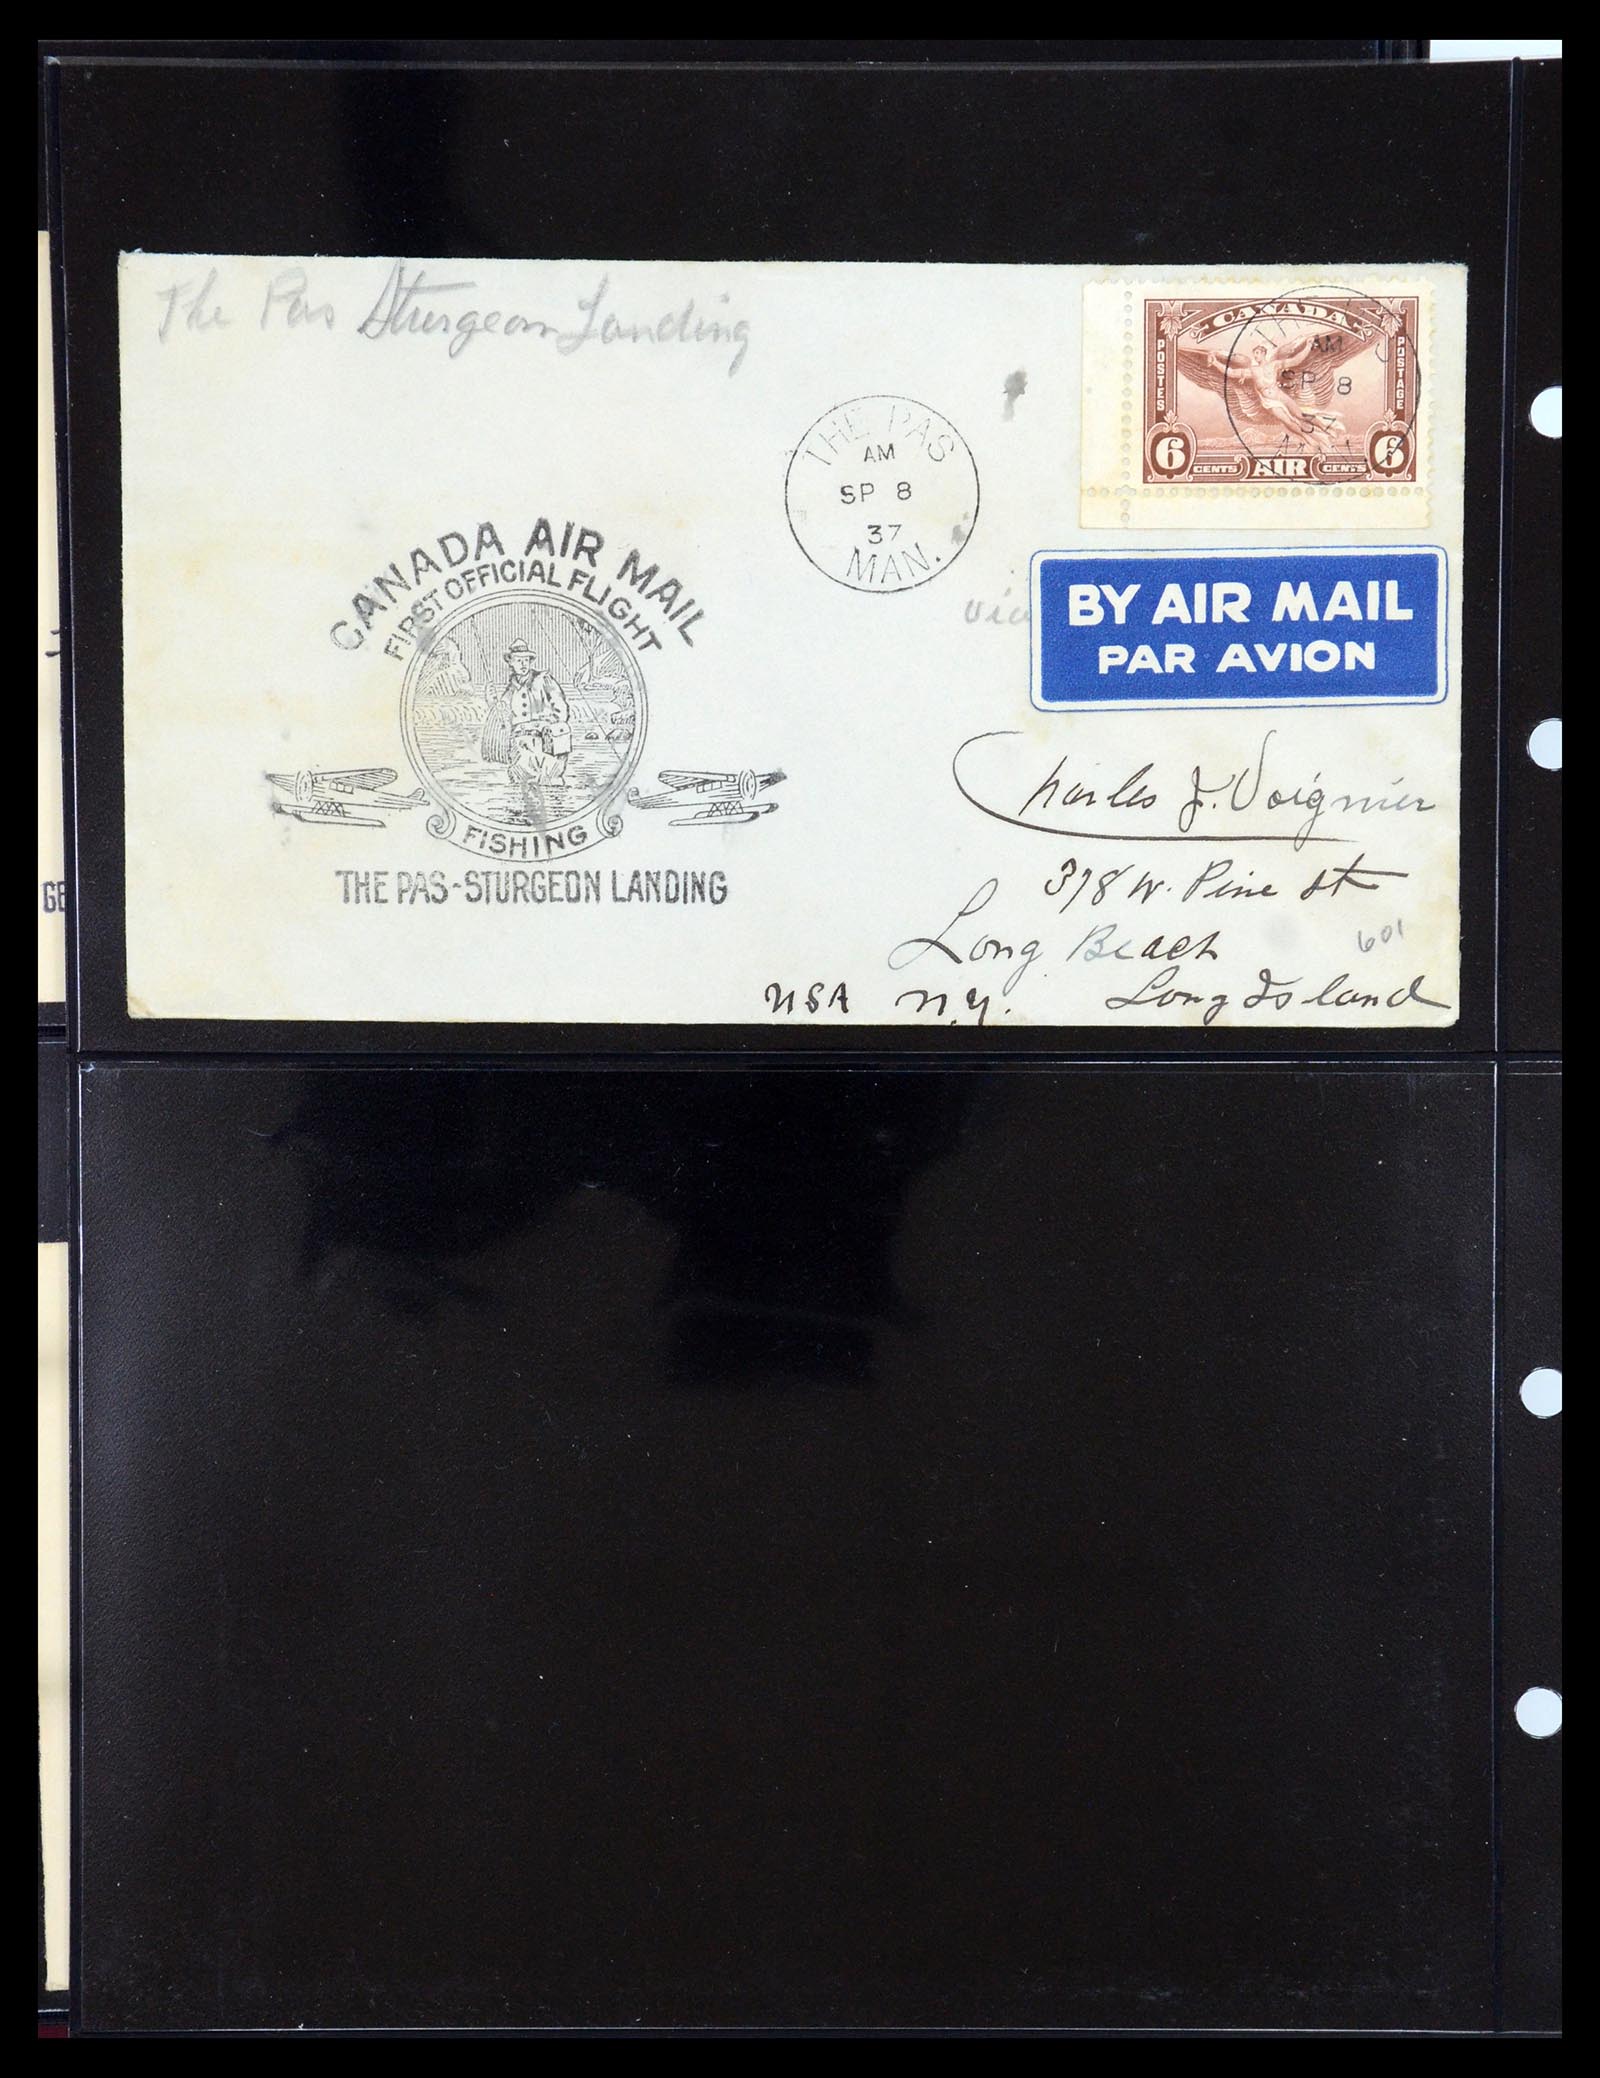 The Pas Sturgeon Landing
CANADA
POSTES
POSTAGE
6 CENTS AIR CENTS 6
AM
SP 8
37
THE PAS
AM
SP 8
37
MAN.
CANADA AIR MAIL
FIRST OFFICIAL FLIGHT
FISHING
THE PAS-STURGEON LANDING
via
BY AIR MAIL
PAR AVION
Charles J. Voignier
378 W. Pine St
Long Beach
601
USA N.Y. Long Island